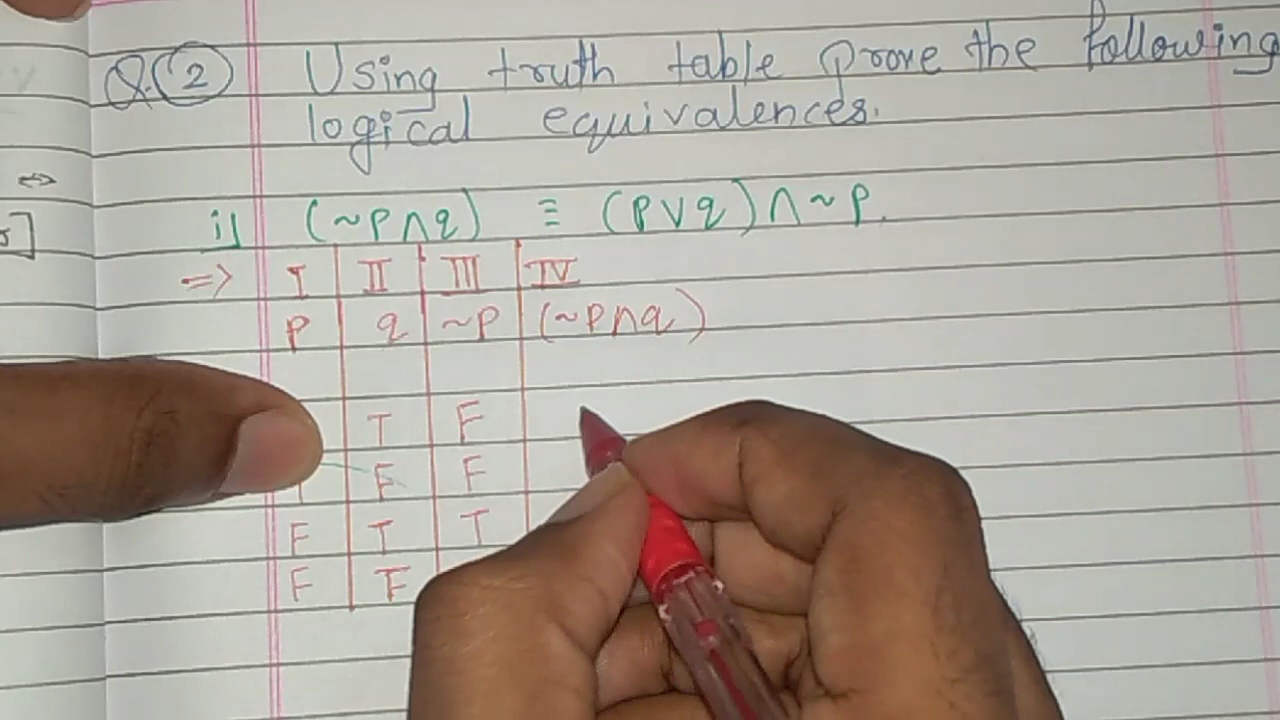 Q.(2) Using truth table prove the following
logical equivalences.
⇔
i] (~p∧q) ≡ (p∨q)∧~p.
=> I II III IV
p q ~p (~p∧q)
T F
F F
F T T
F F